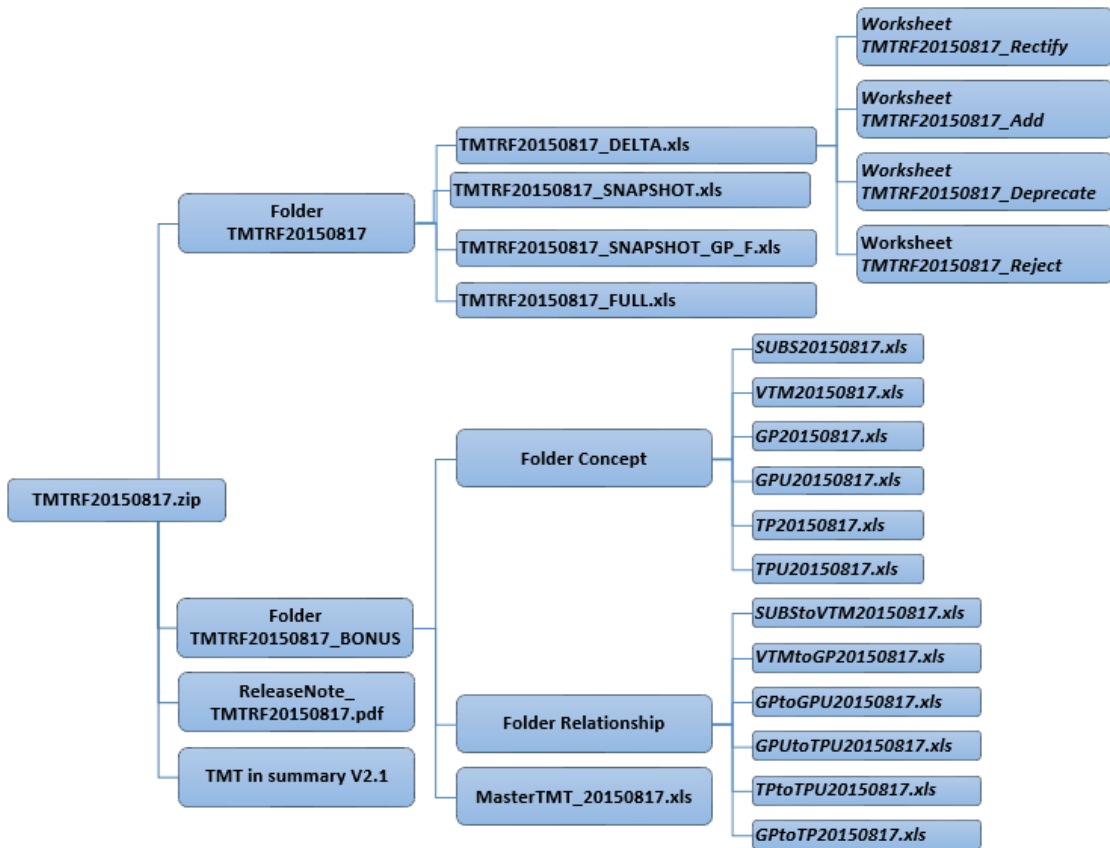 TMTRF20150817.zip
Folder
TMTRF20150817
TMTRF20150817_DELTA.xls
Worksheet
TMTRF20150817_Rectify
Worksheet
TMTRF20150817_Add
Worksheet
TMTRF20150817_Deprecate
Worksheet
TMTRF20150817_Reject
TMTRF20150817_SNAPSHOT.xls
TMTRF20150817_SNAPSHOT_GP_F.xls
TMTRF20150817_FULL.xls
Folder
TMTRF20150817_BONUS
Folder Concept
SUBS20150817.xls
VTM20150817.xls
GP20150817.xls
GPU20150817.xls
TP20150817.xls
TPU20150817.xls
Folder Relationship
SUBStoVTM20150817.xls
VTMtoGP20150817.xls
GPtoGPU20150817.xls
GPUtoTPU20150817.xls
TPtoTPU20150817.xls
GPtoTP20150817.xls
MasterTMT_20150817.xls
ReleaseNote_
TMTRF20150817.pdf
TMT in summary V2.1